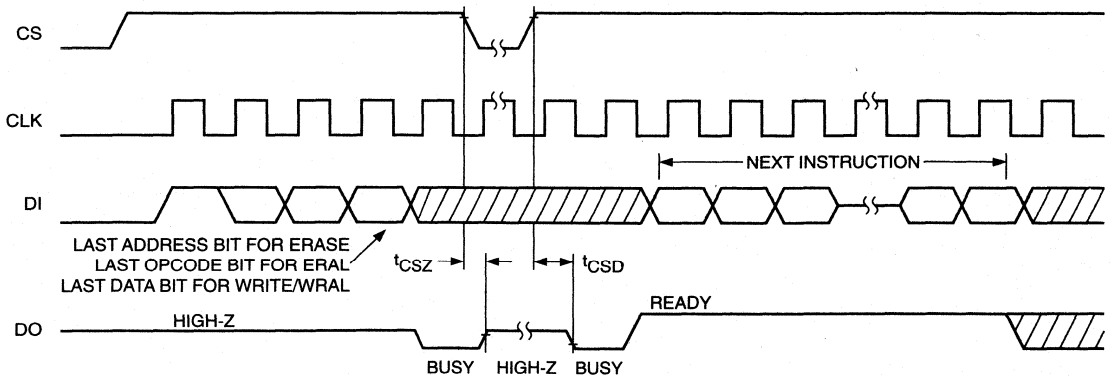 CS
CLK
NEXT INSTRUCTION
DI
LAST ADDRESS BIT FOR ERASE
LAST OPCODE BIT FOR ERAL
LAST DATA BIT FOR WRITE/WRAL
tCSZ
tCSD
READY
HIGH-Z
DO
BUSY
HIGH-Z
BUSY